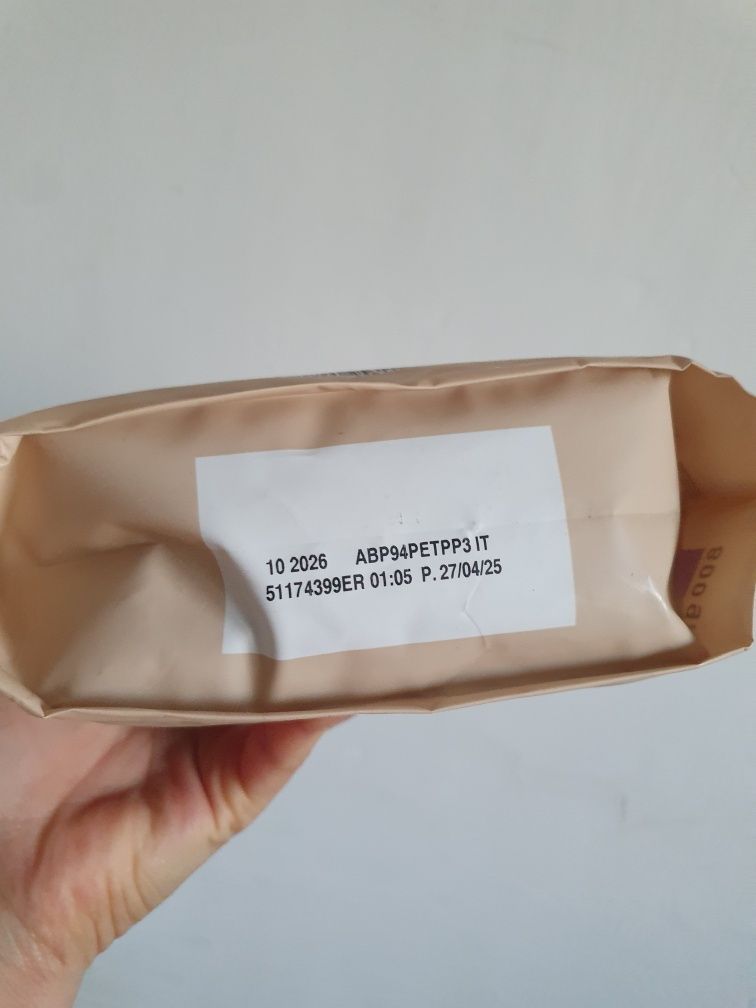 10 2026 ABP94PETPP3 IT
51174399ER 01:05 P. 27/04/25